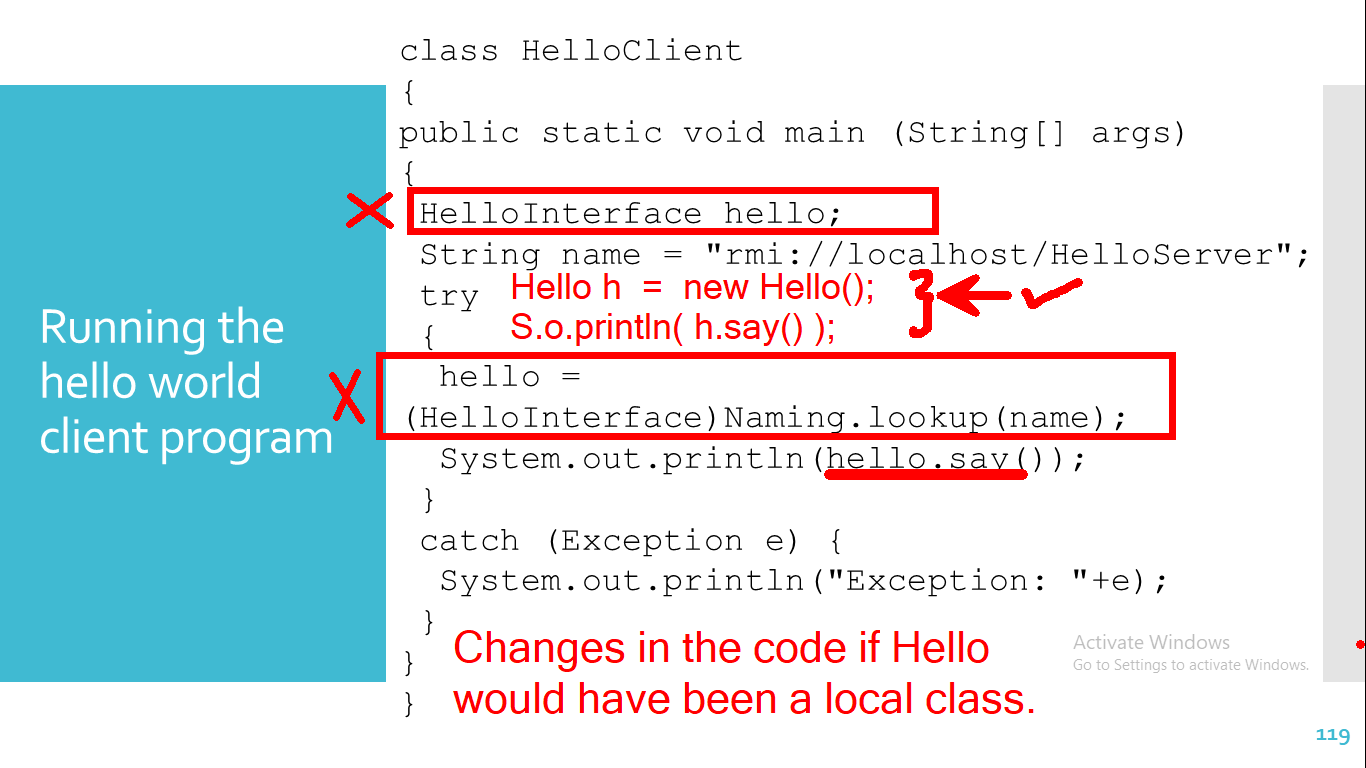 Running the
hello world
client program
class HelloClient
{
public static void main (String[] args)
{
HelloInterface hello;
String name = "rmi://localhost/HelloServer";
try
Hello h = new Hello();
S.o.println( h.say() );
{
hello =
(HelloInterface)Naming.lookup(name);
System.out.println(hello.say());
}
catch (Exception e) {
System.out.println("Exception: "+e);
}
}
}
Changes in the code if Hello
would have been a local class.
Activate Windows
Go to Settings to activate Windows.
119